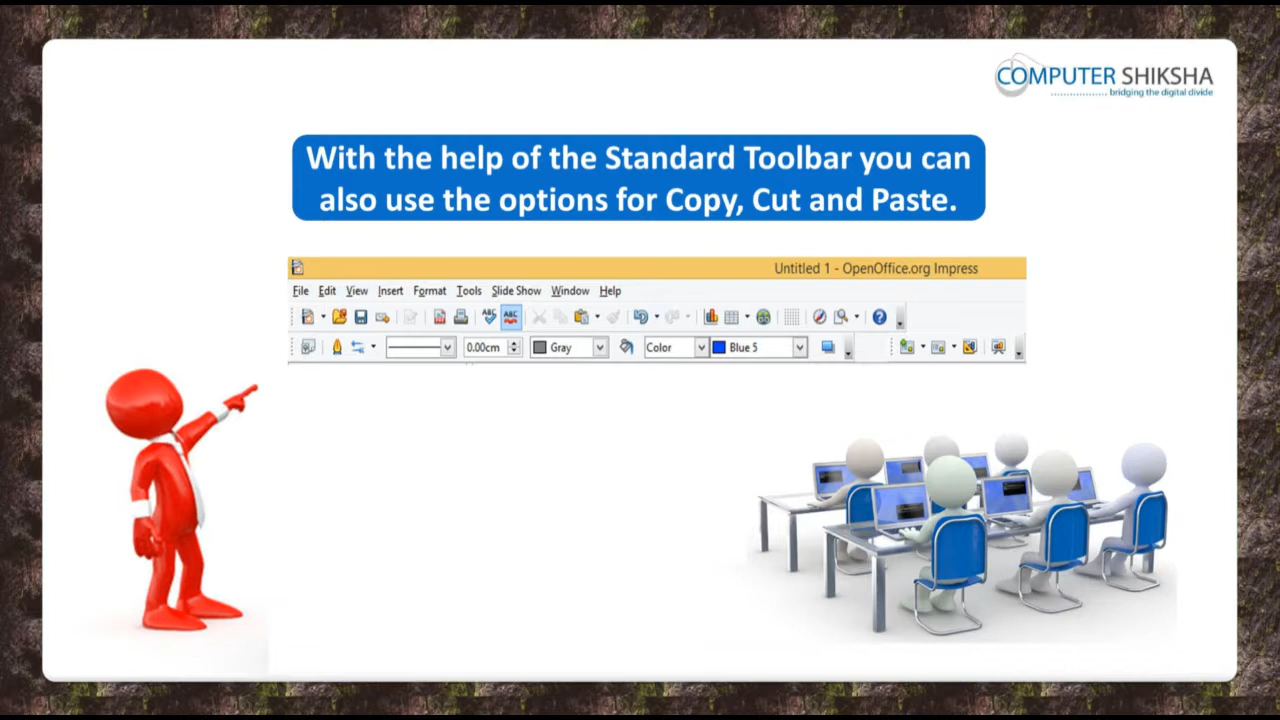 COMPUTER SHIKSHA
bridging the digital divide
With the help of the Standard Toolbar you can
also use the options for Copy, Cut and Paste.
Untitled 1 - OpenOffice.org Impress
File Edit View Insert Format Tools Slide Show Window Help
ABC ABC
0.00cm Gray Color Blue 5